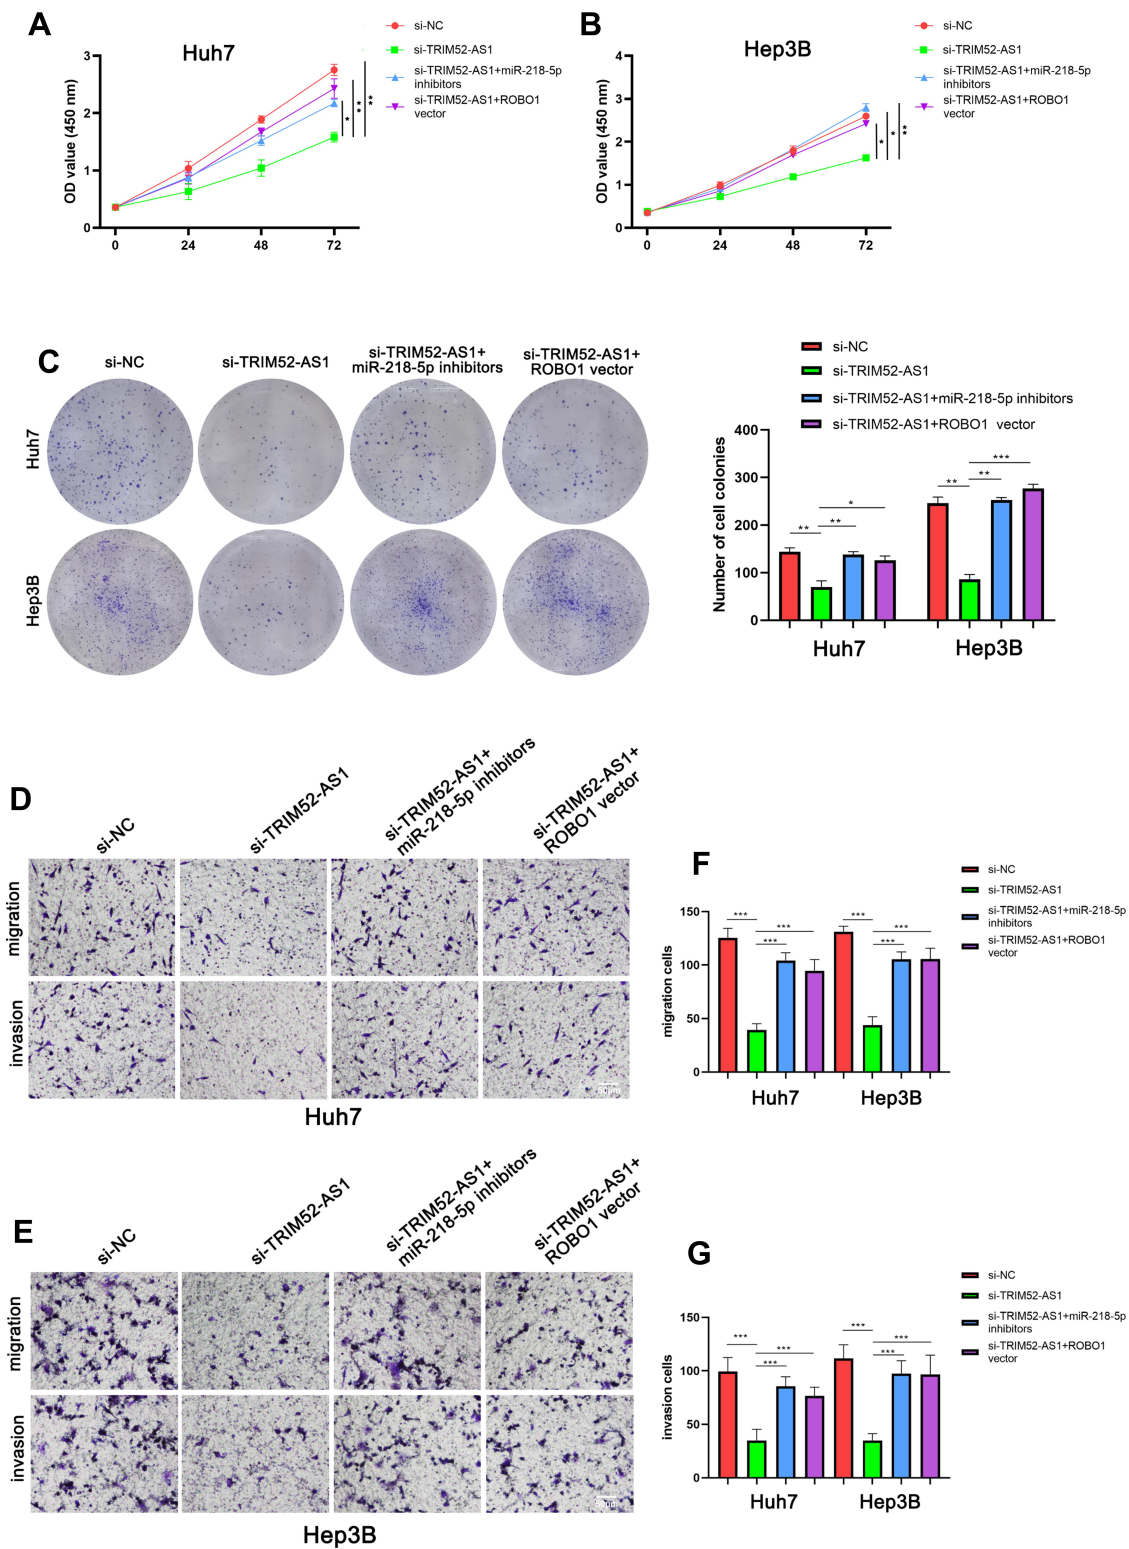 A
Huh7
si-NC
si-TRIM52-AS1
si-TRIM52-AS1+miR-218-5p
inhibitors
si-TRIM52-AS1+ROBO1
vector
OD value (450 nm)
3
2
1
0
0 24 48 72
*
**
**
B
Hep3B
si-NC
si-TRIM52-AS1
si-TRIM52-AS1+miR-218-5p
inhibitors
si-TRIM52-AS1+ROBO1
vector
OD value (450 nm)
4
3
2
1
0
0 24 48 72
*
*
**
C
si-NC
si-TRIM52-AS1
si-TRIM52-AS1+
miR-218-5p inhibitors
si-TRIM52-AS1+
ROBO1 vector
Huh7
Hep3B
si-NC
si-TRIM52-AS1
si-TRIM52-AS1+miR-218-5p inhibitors
si-TRIM52-AS1+ROBO1 vector
Number of cell colonies
400
300
200
100
0
** ** *
** ** ***
Huh7 Hep3B
D
si-NC
si-TRIM52-AS1
si-TRIM52-AS1+
miR-218-5p inhibitors
si-TRIM52-AS1+
ROBO1 vector
migration
invasion
Huh7
F
si-NC
si-TRIM52-AS1
si-TRIM52-AS1+miR-218-5p
inhibitors
si-TRIM52-AS1+ROBO1
vector
migration cells
150
100
50
0
*** *** ***
*** *** ***
Huh7 Hep3B
E
si-NC
si-TRIM52-AS1
si-TRIM52-AS1+
miR-218-5p inhibitors
si-TRIM52-AS1+
ROBO1 vector
migration
invasion
50μm
Hep3B
G
si-NC
si-TRIM52-AS1
si-TRIM52-AS1+miR-218-5p
inhibitors
si-TRIM52-AS1+ROBO1
vector
invasion cells
150
100
50
0
*** *** ***
*** *** ***
Huh7 Hep3B